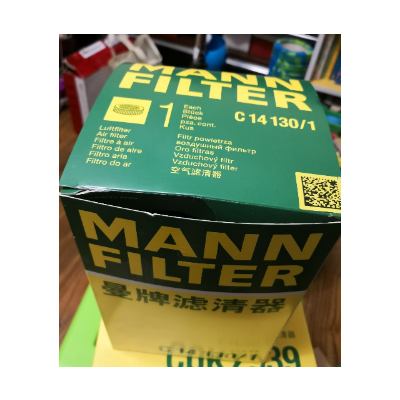 MANN
FILTER
C 14 130/1
1
Each
Stück
Pièce
pza. cont.
Kus
Luftfilter
Air filter
Filtre à air
Filtro de aire
Filtro aria
Filtro do ar
Filtr powietrza
воздушный фильтр
Oro filtras
Vzduchový filtr
Vzduchový filter
空气滤清器
MANN
FILTER
曼牌滤清器